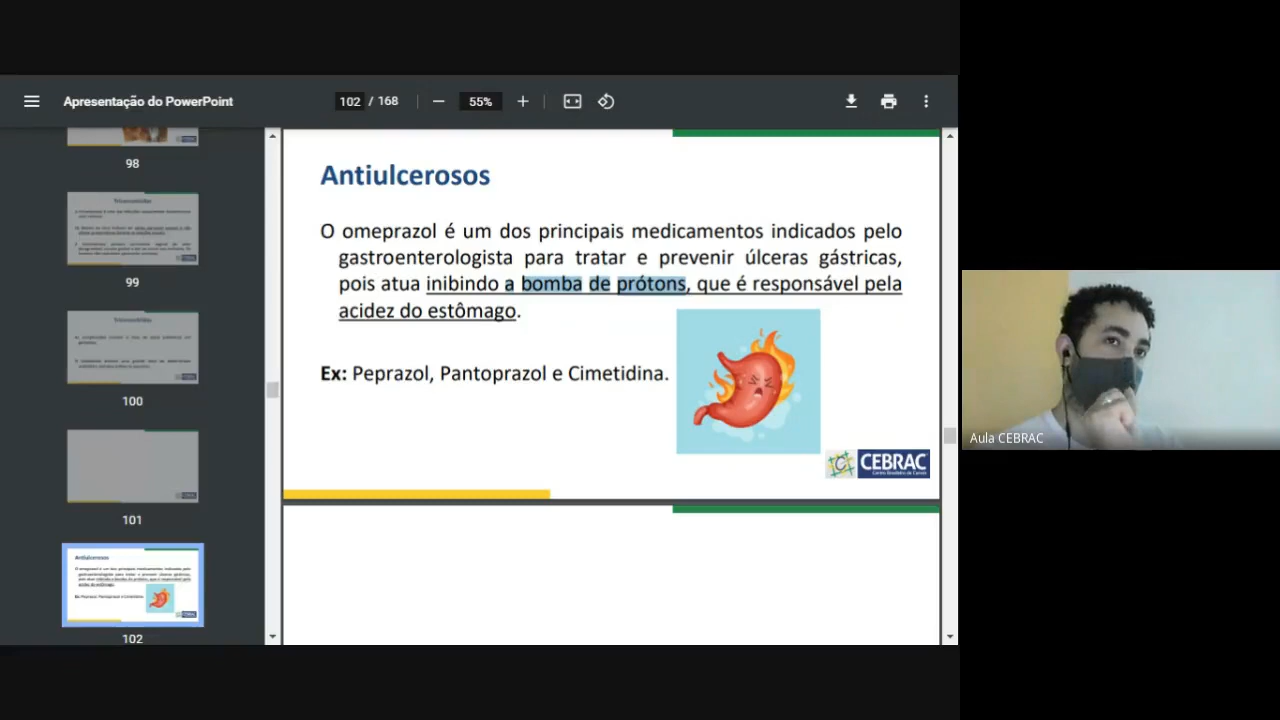 Apresentação do PowerPoint
102 / 168
55%
98
99
100
101
102
Antiulcerosos
O omeprazol é um dos principais medicamentos indicados pelo
gastroenterologista para tratar e prevenir úlceras gástricas,
pois atua inibindo a bomba de prótons, que é responsável pela
acidez do estômago.
Ex: Peprazol, Pantoprazol e Cimetidina.
CEBRAC
Aula CEBRAC